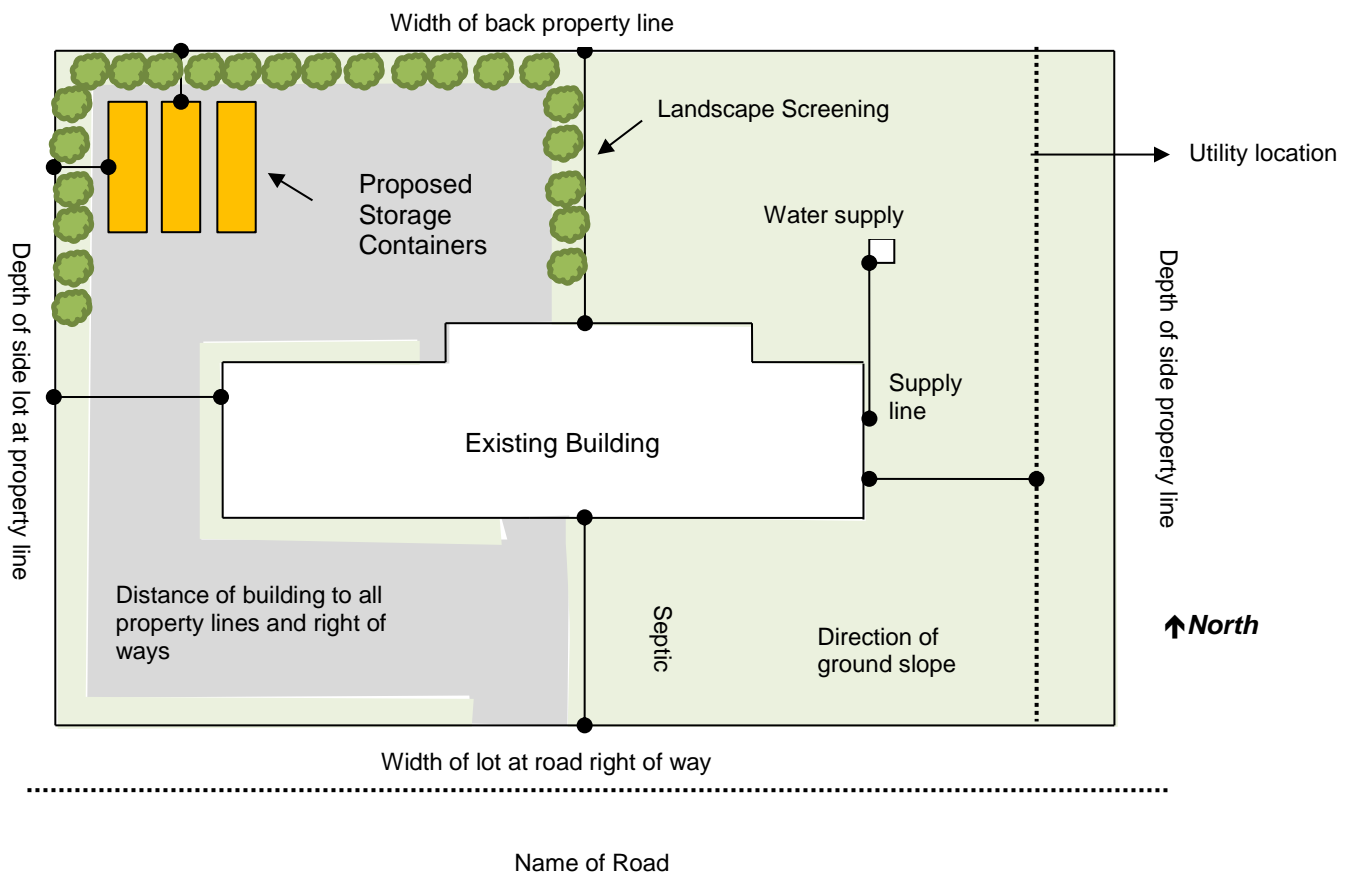 Width of back property line
Landscape Screening
Utility location
Proposed
Storage
Containers
Water supply
Depth of side lot at property line
Depth of side property line
Supply
line
Existing Building
Distance of building to all
property lines and right of
ways
Septic
Direction of
ground slope
North
Width of lot at road right of way
Name of Road